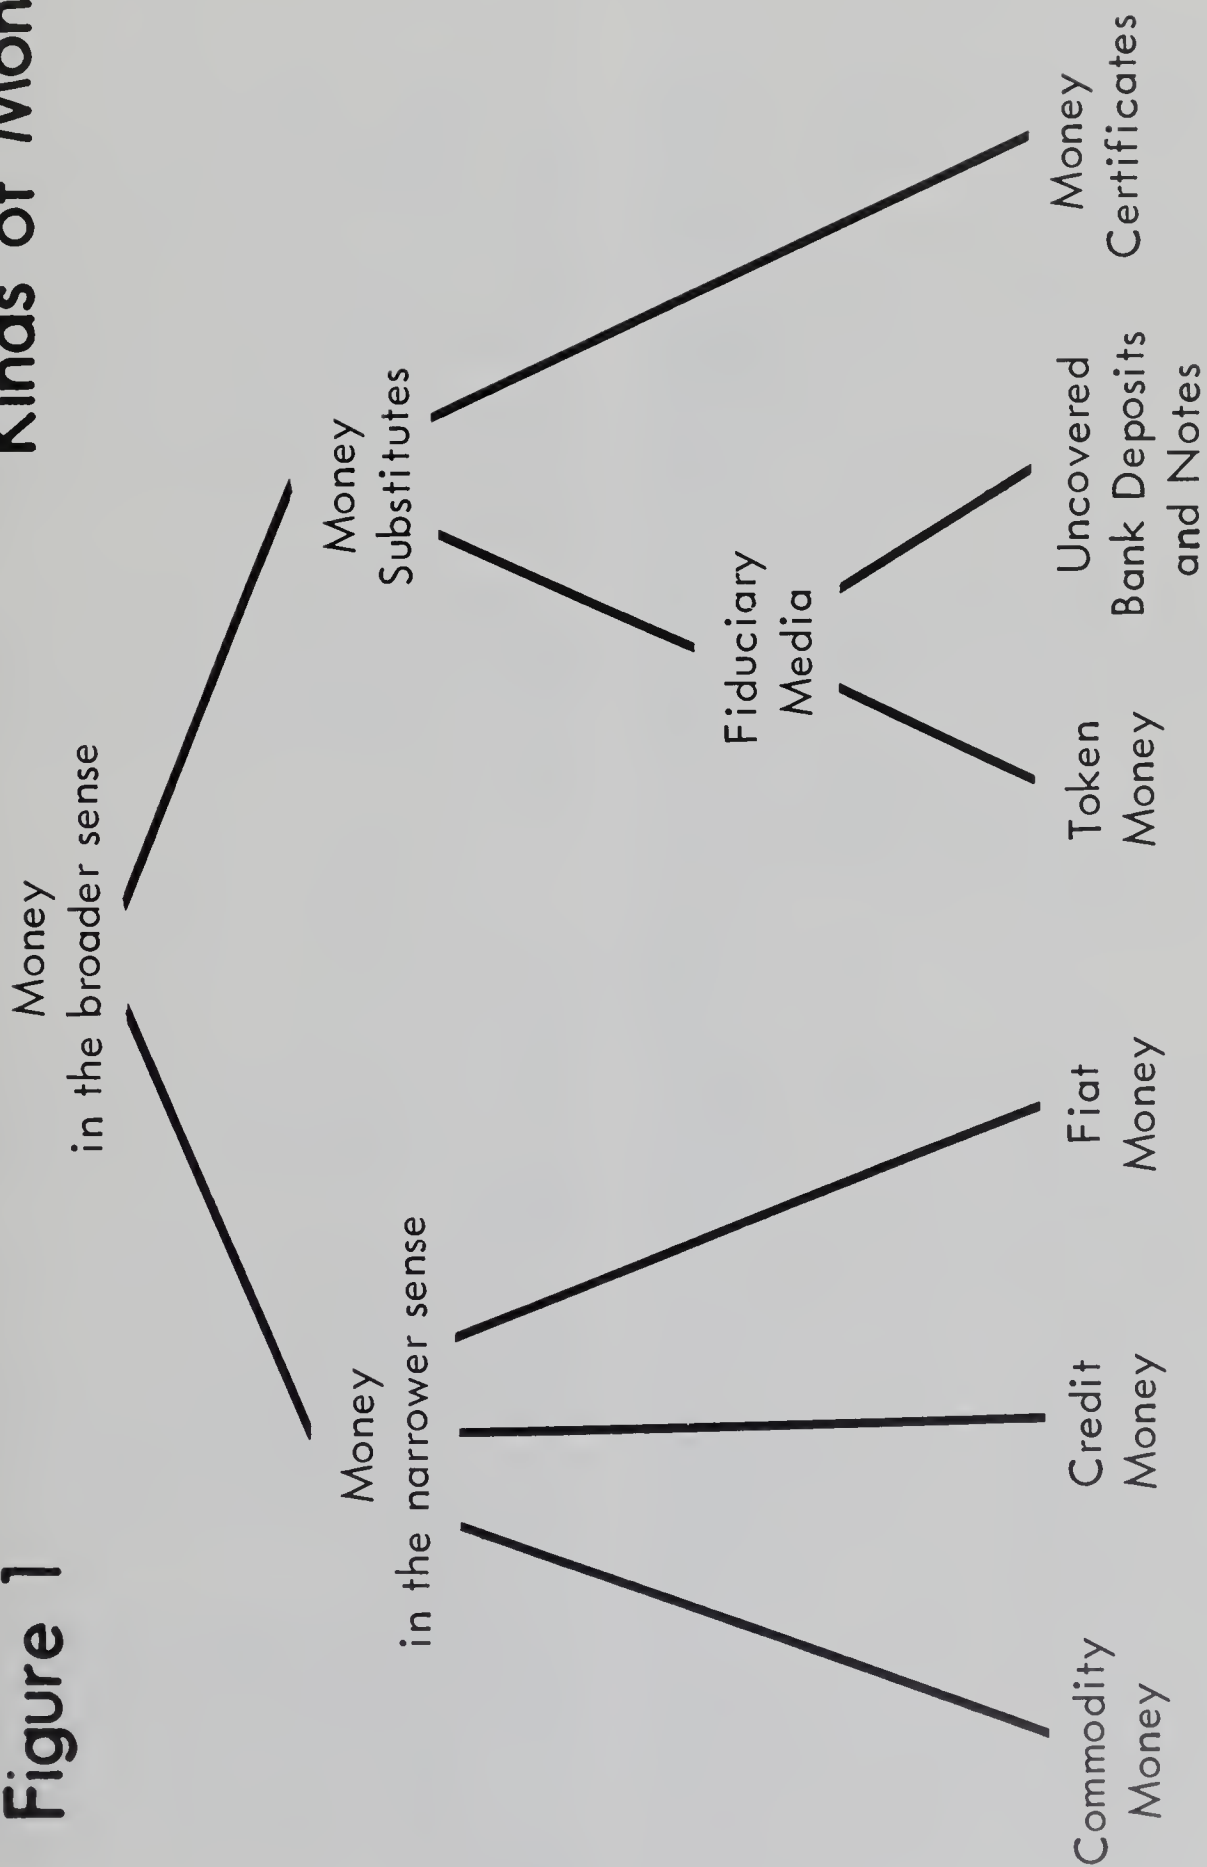 Figure 1
Kinds of
Money
in the broader sense
Money
in the narrower sense
Money
Substitutes
Fiduciary
Media
Commodity
Money
Credit
Money
Fiat
Money
Token
Money
Uncovered
Bank Deposits
and Notes
Money
Certificates